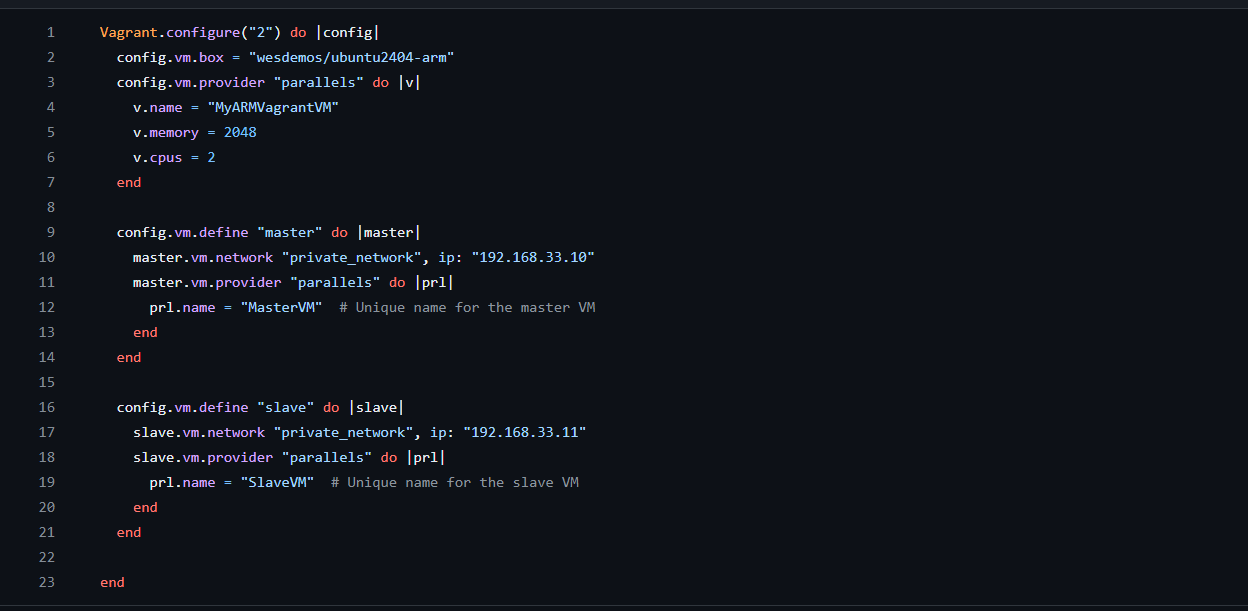 1 Vagrant.configure("2") do |config|
2   config.vm.box = "wesdemos/ubuntu2404-arm"
3   config.vm.provider "parallels" do |v|
4     v.name = "MyARMVagrantVM"
5     v.memory = 2048
6     v.cpus = 2
7   end
8
9   config.vm.define "master" do |master|
10     master.vm.network "private_network", ip: "192.168.33.10"
11     master.vm.provider "parallels" do |prl|
12       prl.name = "MasterVM"  # Unique name for the master VM
13     end
14   end
15
16   config.vm.define "slave" do |slave|
17     slave.vm.network "private_network", ip: "192.168.33.11"
18     slave.vm.provider "parallels" do |prl|
19       prl.name = "SlaveVM"  # Unique name for the slave VM
20     end
21   end
22
23 end